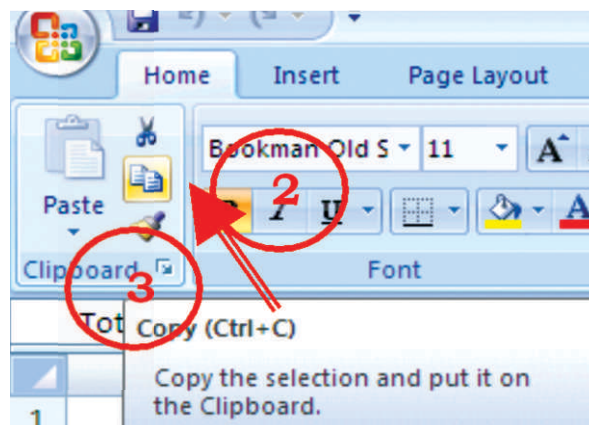 Home Insert Page Layout
Bookman Old S 11 A
Paste I U A
2
Clipboard Font
3
Tot Copy (Ctrl+C)
Copy the selection and put it on
1 the Clipboard.